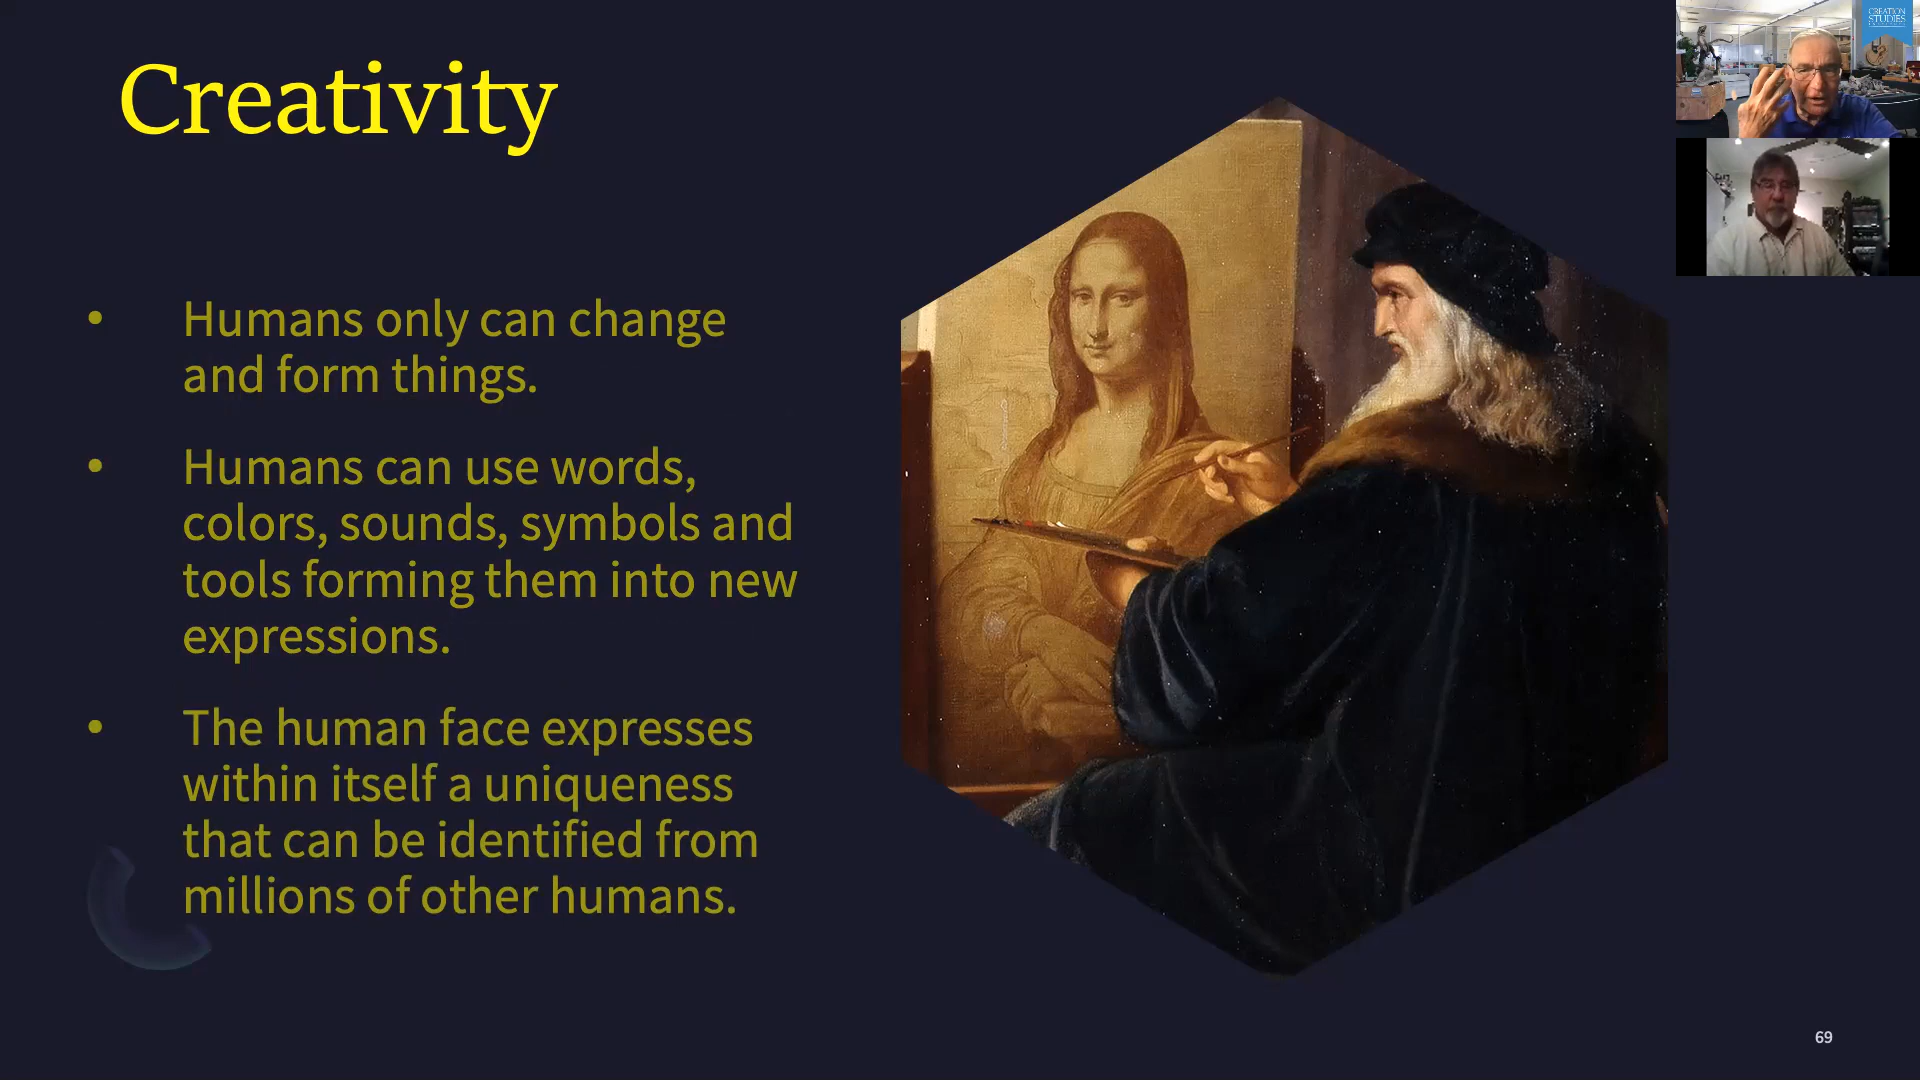 Creativity
CREATION
STUDIES
• Humans only can change
and form things.
• Humans can use words,
colors, sounds, symbols and
tools forming them into new
expressions.
• The human face expresses
within itself a uniqueness
that can be identified from
millions of other humans.
69